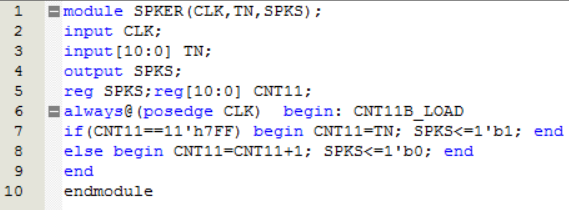 1 module SPKER(CLK,TN,SPKS);
2 input CLK;
3 input[10:0] TN;
4 output SPKS;
5 reg SPKS;reg[10:0] CNT11;
6 always@(posedge CLK)  begin: CNT11B_LOAD
7 if(CNT11==11'h7FF) begin CNT11=TN; SPKS<=1'b1; end
8 else begin CNT11=CNT11+1; SPKS<=1'b0; end
9 end
10 endmodule